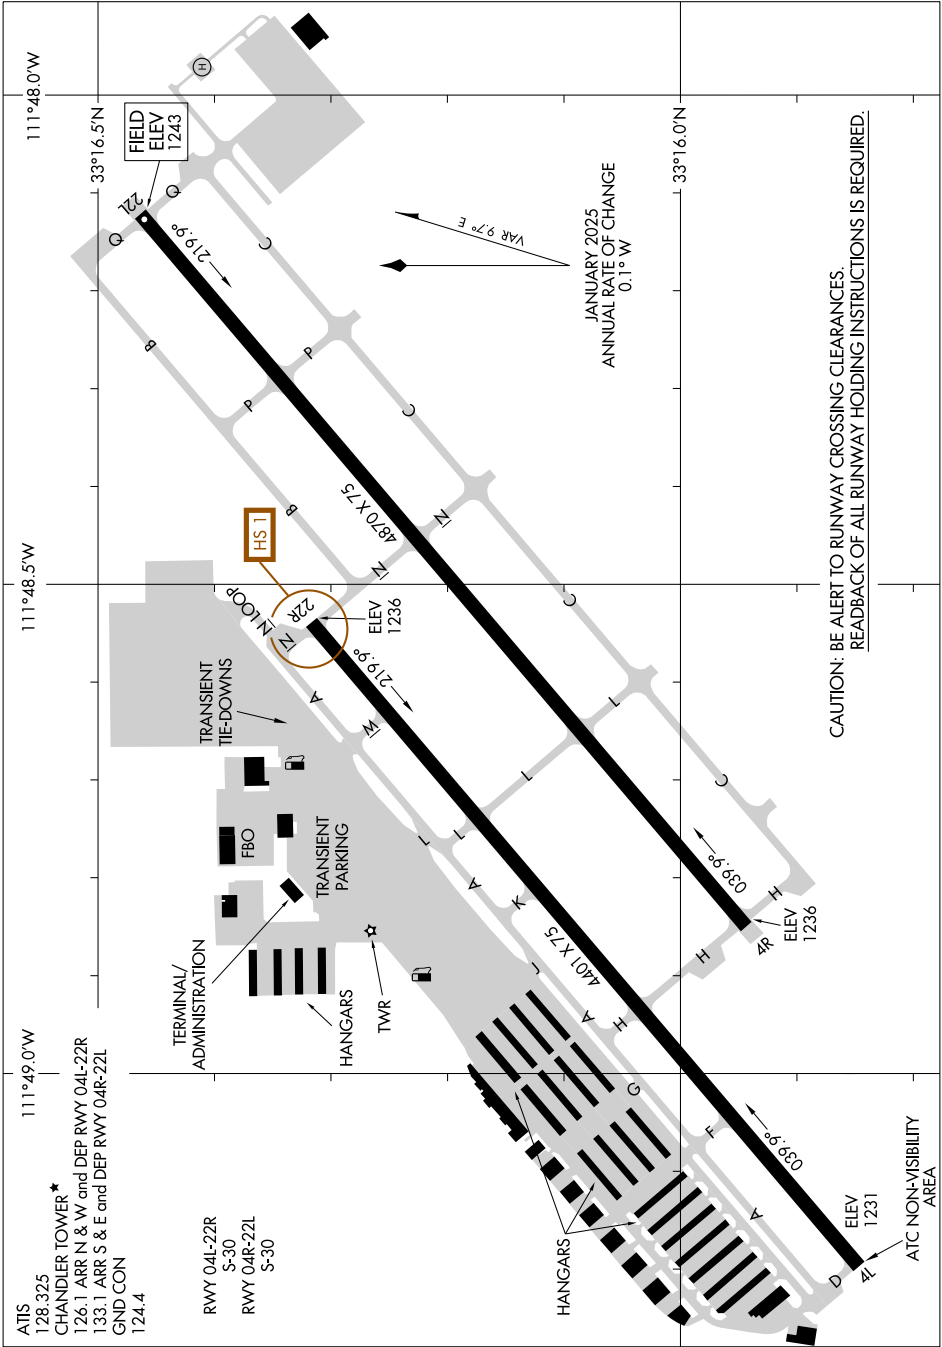 ATIS
128.325
CHANDLER TOWER★
126.1 ARR N & W and DEP RWY 04L-22R
133.1 ARR S & E and DEP RWY 04R-22L
GND CON
124.4
RWY 04L-22R
S-30
RWY 04R-22L
S-30
111°49.0'W
111°48.5'W
111°48.0'W
33°16.5'N
33°16.0'N
FIELD
ELEV
1243
H
22L
219.9°
Q
Q
B
C
P
P
B
C
4870 X 75
N
N
HS 1
N LOOP
N
22R
ELEV
1236
219.9°
A
M
C
L
L
C
L
L
A
K
4401 X 75
J
A
H
H
H
039.9°
ELEV
1236
4R
G
F
A
039.9°
ELEV
1231
D
4L
ATC NON-VISIBILITY
AREA
TRANSIENT
TIE-DOWNS
FBO
TRANSIENT
PARKING
TERMINAL/
ADMINISTRATION
HANGARS
TWR
HANGARS
VAR 9.7° E
JANUARY 2025
ANNUAL RATE OF CHANGE
0.1° W
CAUTION: BE ALERT TO RUNWAY CROSSING CLEARANCES.
READBACK OF ALL RUNWAY HOLDING INSTRUCTIONS IS REQUIRED.